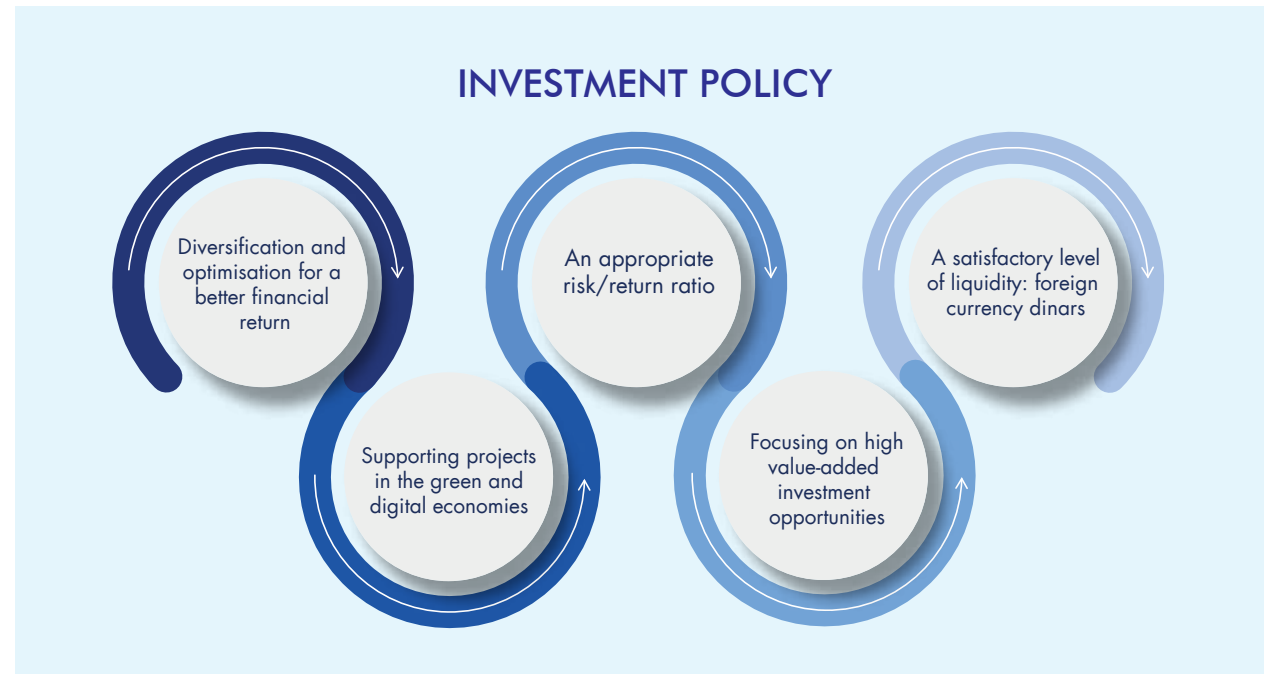 INVESTMENT POLICY
Diversification and
optimisation for a
better financial
return
Supporting projects
in the green and
digital economies
An appropriate
risk/return ratio
Focusing on high
value-added
investment
opportunities
A satisfactory level
of liquidity: foreign
currency dinars